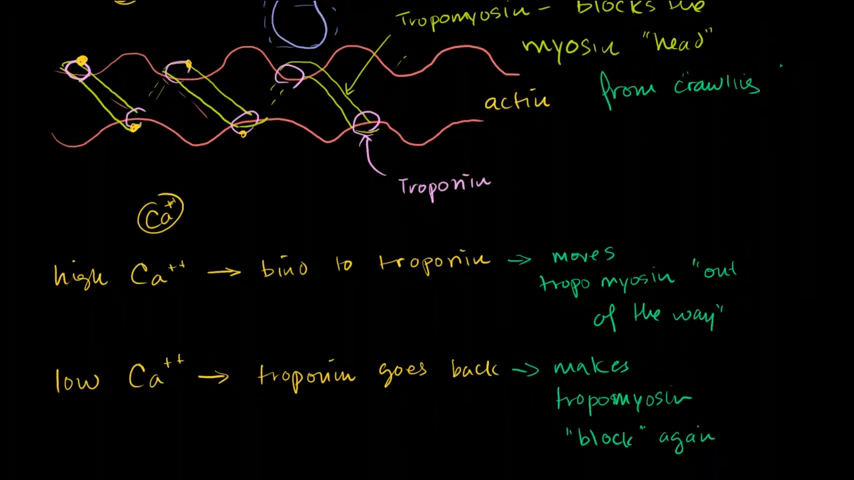 Tropomyosin – blocks the
myosin "head"
from crawlies
actin
Troponin
Ca++
high Ca++ → bind to troponin → moves
tropomyosin "out
of the way"
low Ca++ → troponin goes back → makes
tropomyosin
"block" again